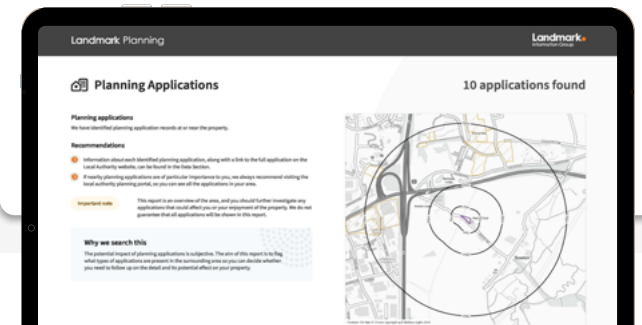 Landmark Planning
Landmark
Information Group
Planning Applications
10 applications found
Planning applications
We have identified planning application records at or near the property.
Recommendations
Information about each identified planning application, along with a link to the full application on the
Local Authority website, can be found in the Data Section.
If nearby planning applications are of particular importance to you, we always recommend visiting the
local authority planning portal, so you can see all the applications in your area.
Important note
This report is an overview of the area, and you should further investigate any
applications that could affect you or your enjoyment of the property. We do not
guarantee that all applications will be shown in this report.
Why we search this
The potential impact of planning applications is subjective. The aim of this report is to flag
what types of applications are present in the surrounding area so you can decide whether
you need to follow up on the detail and its potential effect on your property.